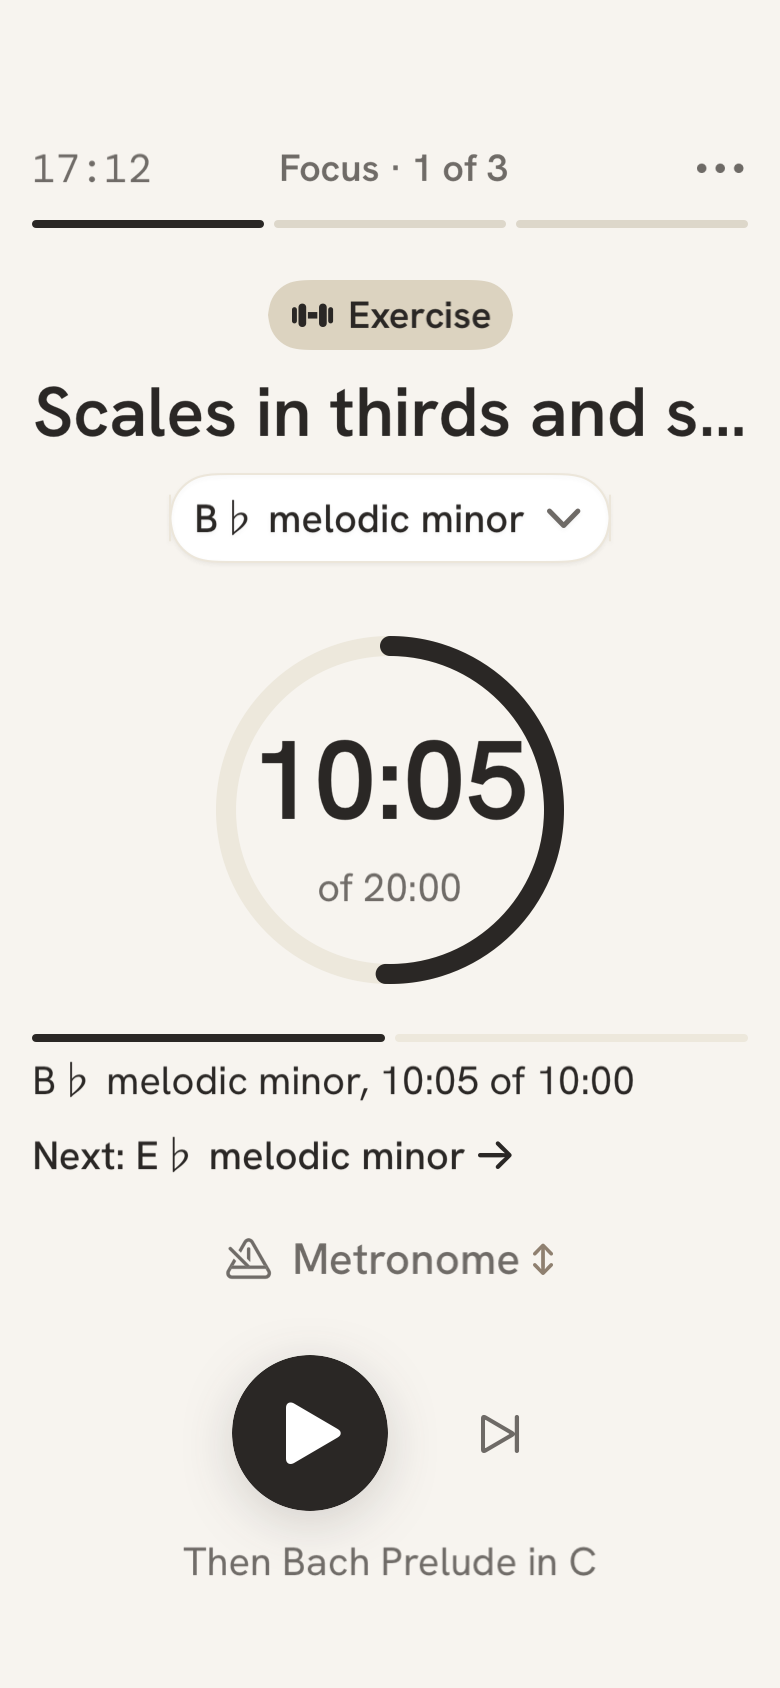 17:12 Focus · 1 of 3
Exercise
Scales in thirds and s...
B♭ melodic minor
10:05
of 20:00
B♭ melodic minor, 10:05 of 10:00
Next: E♭ melodic minor →
Metronome
Then Bach Prelude in C